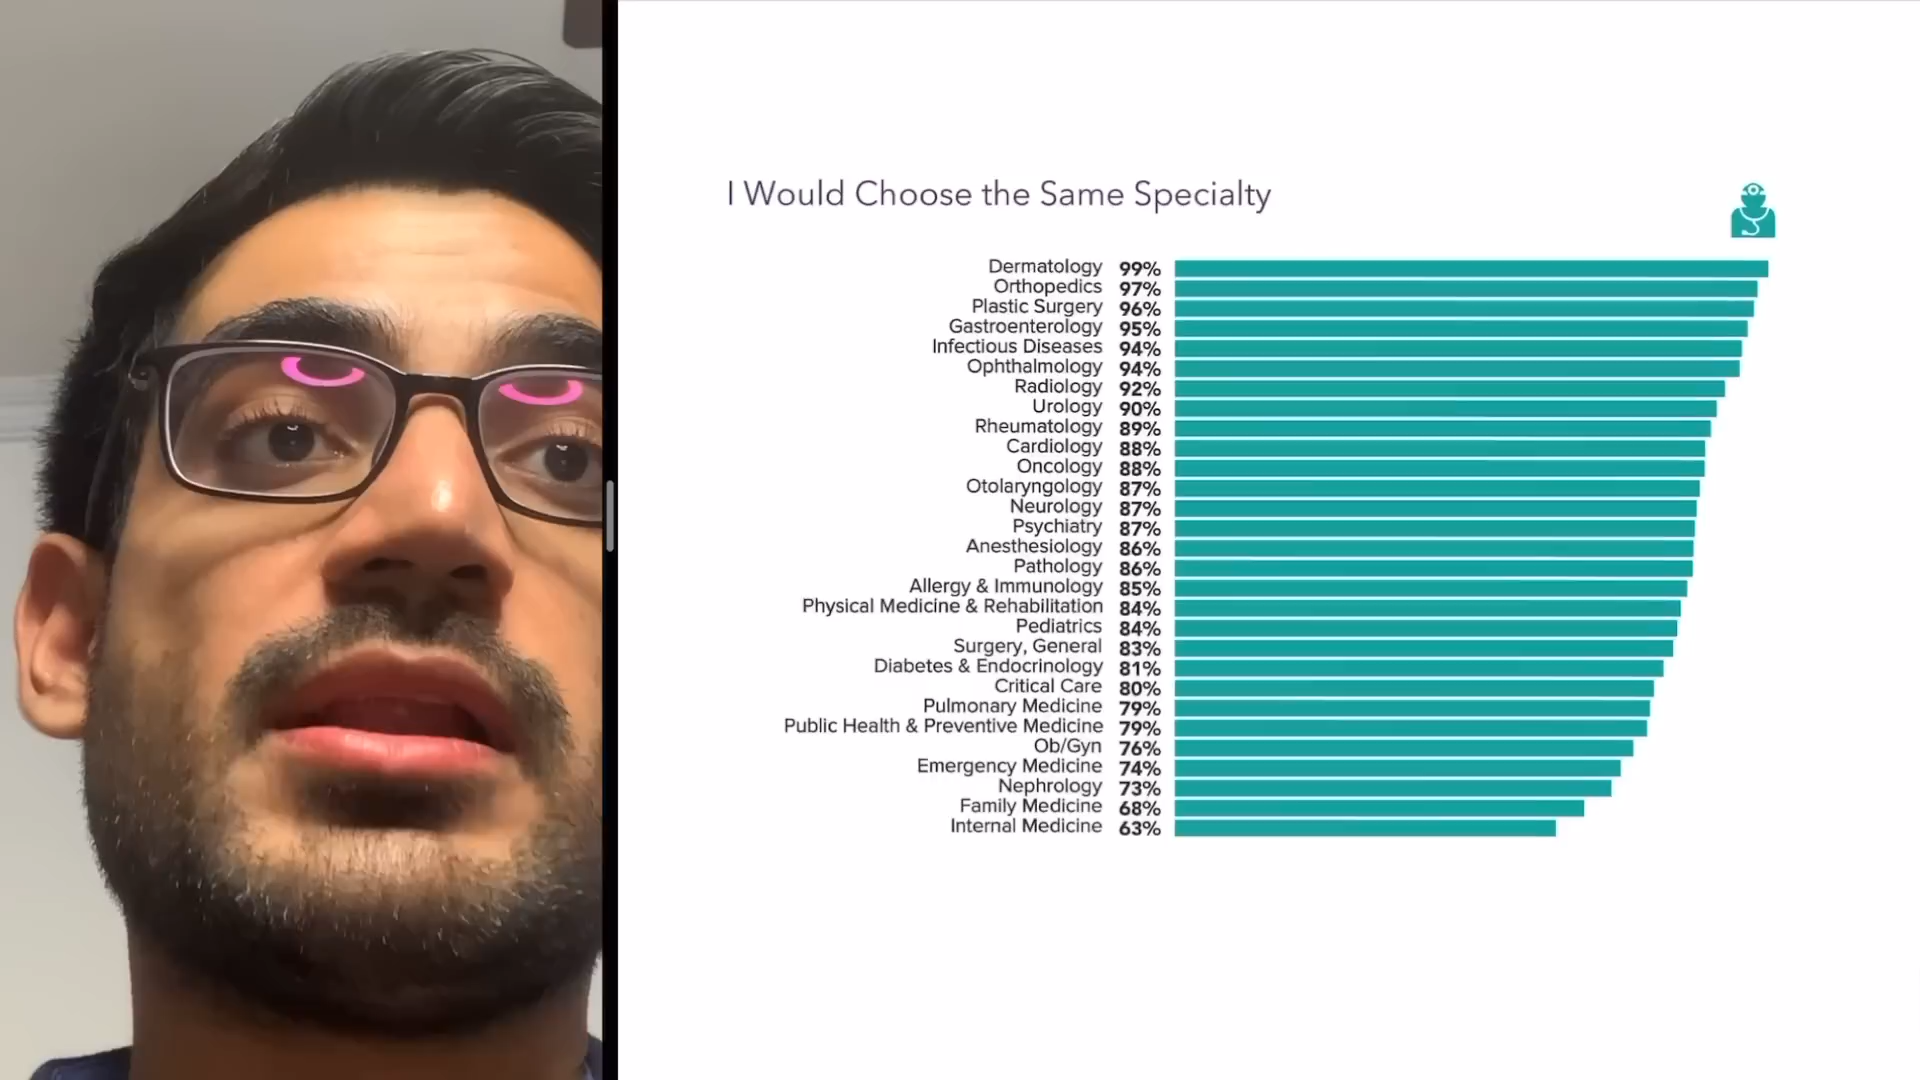 I Would Choose the Same Specialty
Dermatology 99%
Orthopedics 97%
Plastic Surgery 96%
Gastroenterology 95%
Infectious Diseases 94%
Ophthalmology 94%
Radiology 92%
Urology 90%
Rheumatology 89%
Cardiology 88%
Oncology 88%
Otolaryngology 87%
Neurology 87%
Psychiatry 87%
Anesthesiology 86%
Pathology 86%
Allergy & Immunology 85%
Physical Medicine & Rehabilitation 84%
Pediatrics 84%
Surgery, General 83%
Diabetes & Endocrinology 81%
Critical Care 80%
Pulmonary Medicine 79%
Public Health & Preventive Medicine 79%
Ob/Gyn 76%
Emergency Medicine 74%
Nephrology 73%
Family Medicine 68%
Internal Medicine 63%